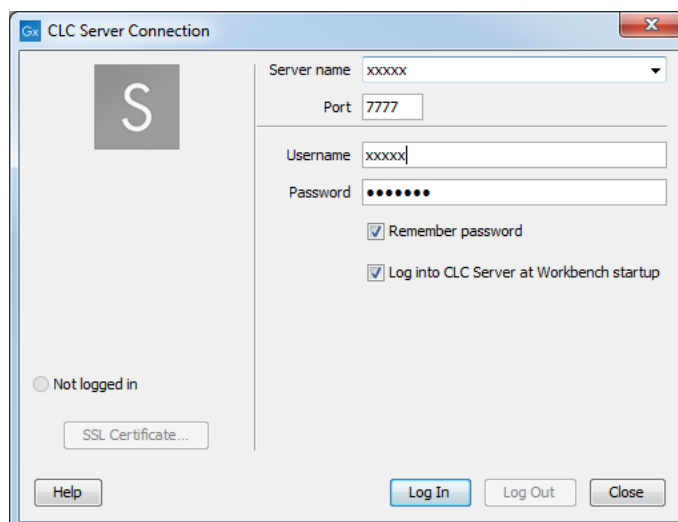 Gx CLC Server Connection
S
Server name xxxxx
Port 7777
Username xxxxx
Password •••••••
Remember password
Log into CLC Server at Workbench startup
Not logged in
SSL Certificate...
Help Log In Log Out Close